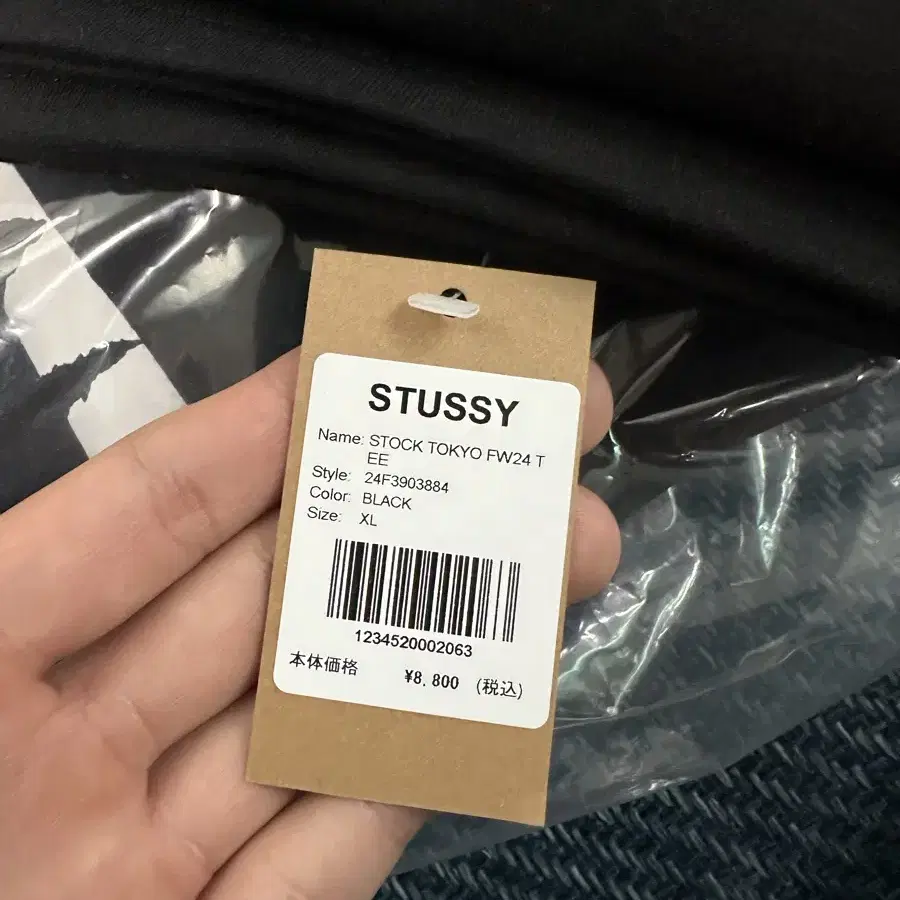 STUSSY
Name: STOCK TOKYO FW24 T
EE
Style: 24F3903884
Color: BLACK
Size: XL
1234520002063
本体価格 ¥8,800 (税込)